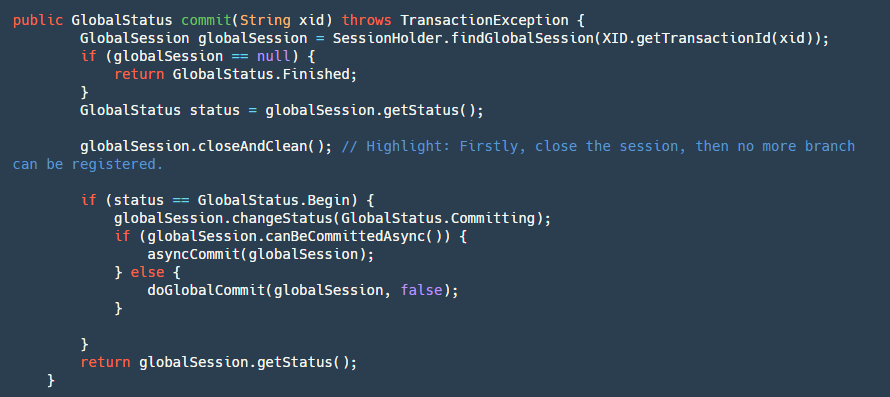 public GlobalStatus commit(String xid) throws TransactionException {
        GlobalSession globalSession = SessionHolder.findGlobalSession(XID.getTransactionId(xid));
        if (globalSession == null) {
            return GlobalStatus.Finished;
        }
        GlobalStatus status = globalSession.getStatus();

        globalSession.closeAndClean(); // Highlight: Firstly, close the session, then no more branch
can be registered.

        if (status == GlobalStatus.Begin) {
            globalSession.changeStatus(GlobalStatus.Committing);
            if (globalSession.canBeCommittedAsync()) {
                asyncCommit(globalSession);
            } else {
                doGlobalCommit(globalSession, false);
            }

        }
        return globalSession.getStatus();
    }